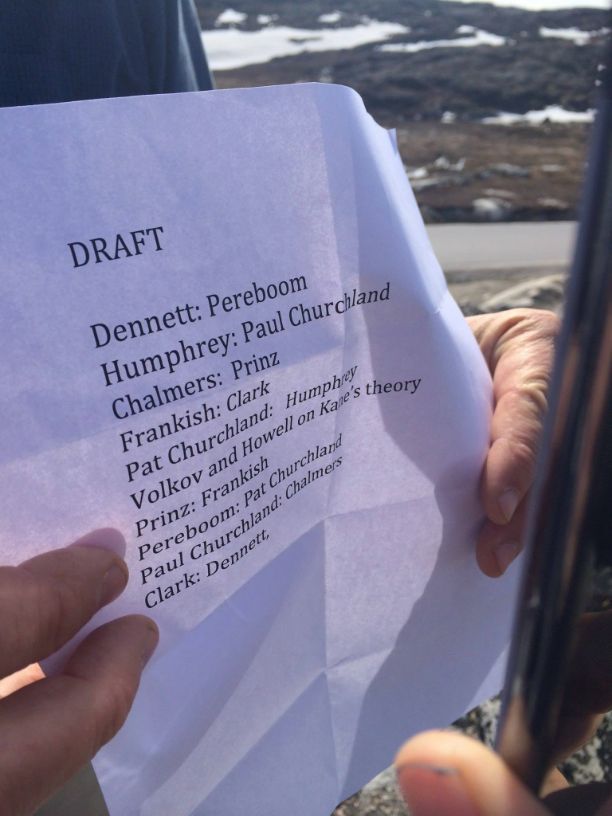 DRAFT
Dennett: Pereboom
Humphrey: Paul Churchland
Chalmers: Prinz
Frankish: Clark
Pat Churchland: Humphrey
Volkov and Howell on Kane's theory
Prinz: Frankish
Pereboom: Pat Churchland
Paul Churchland: Chalmers
Clark: Dennett,